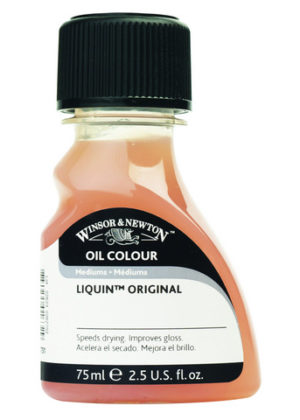 WINSOR & NEWTON
OIL COLOUR
Mediums • Médiums
LIQUIN™ ORIGINAL
Speeds drying. Improves gloss.
Acelera el secado. Mejora el brillo.
75ml ℮ 2.5 U.S. fl. oz.